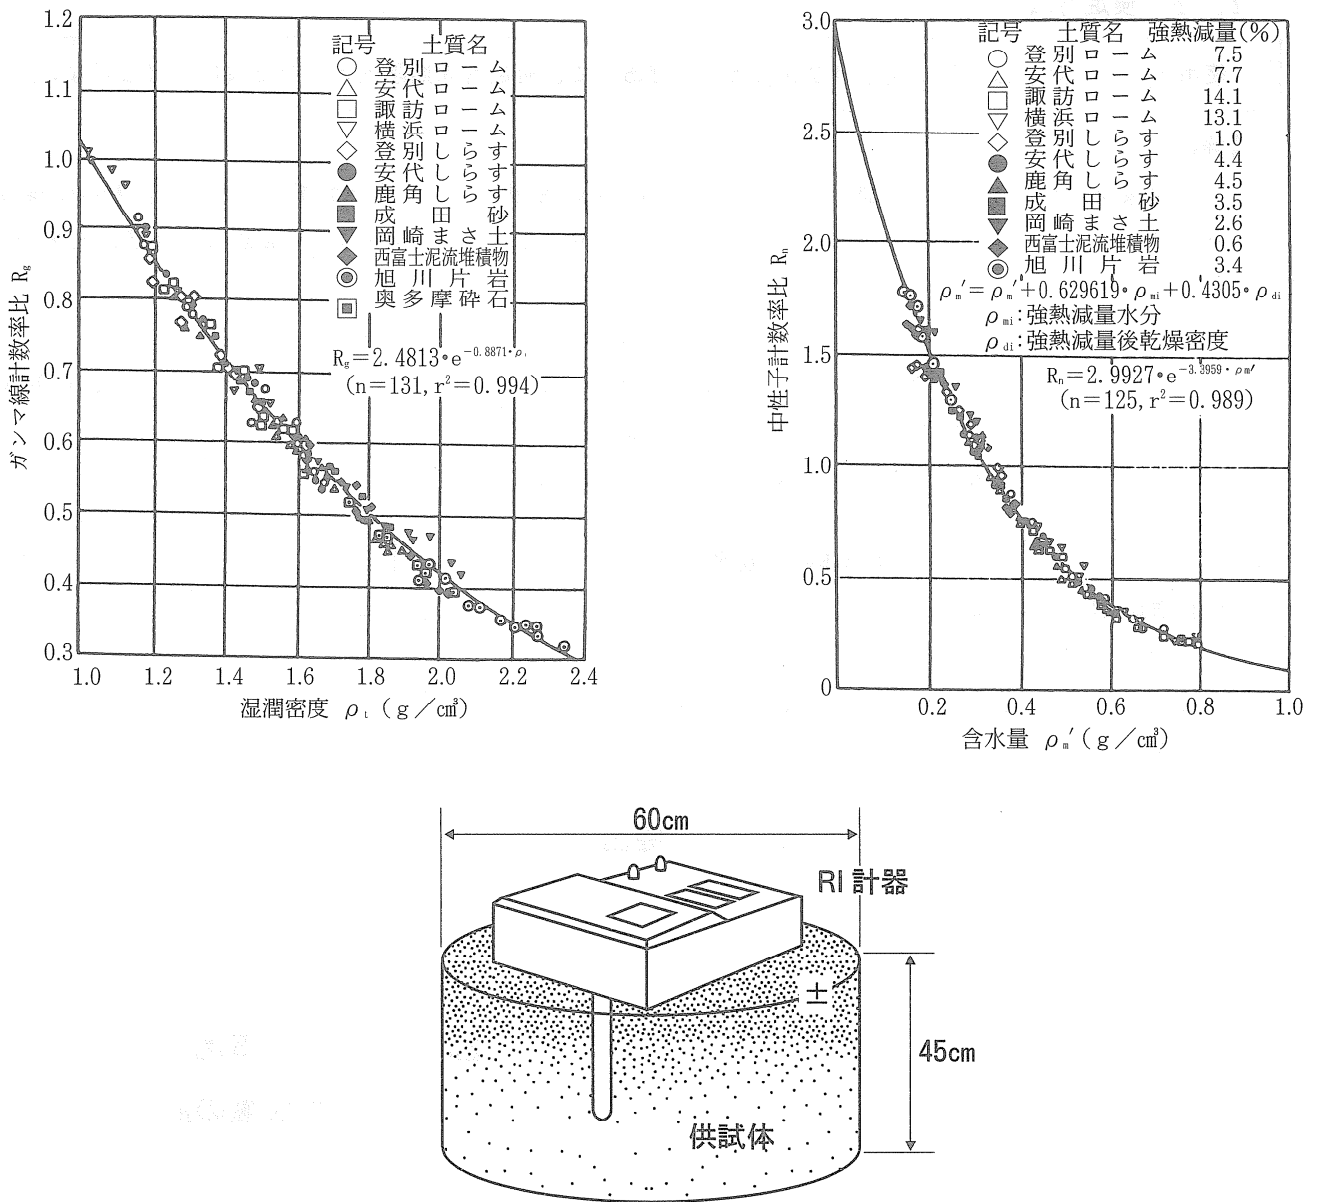 1.2
1.1
1.0
0.9
0.8
0.7
0.6
0.5
0.4
0.3
ガンマ線計数率比 R_g
記号 土質名
○ 登別ローム
△ 安代ローム
□ 諏訪ローム
▽ 横浜ローム
◇ 登別しらす
● 安代しらす
▲ 鹿角しらす
■ 成田砂
▼ 岡崎まさ土
◆ 西富士泥流堆積物
◉ 旭川片岩
▣ 奥多摩砕石
R_g=2.4813・e^−0.8871・ρ_t
(n=131, r²=0.994)
1.0 1.2 1.4 1.6 1.8 2.0 2.2 2.4
湿潤密度 ρ_t (g/cm³)
3.0
2.5
2.0
1.5
1.0
0.5
0
中性子計数率比 R_n
記号 土質名 強熱減量(%)
○ 登別ローム 7.5
△ 安代ローム 7.7
□ 諏訪ローム 14.1
▽ 横浜ローム 13.1
◇ 登別しらす 1.0
● 安代しらす 4.4
▲ 鹿角しらす 4.5
■ 成田砂 3.5
▼ 岡崎まさ土 2.6
◆ 西富士泥流堆積物 0.6
◉ 旭川片岩 3.4
ρ_m′=ρ_m′+0.629619・ρ_mi+0.4305・ρ_di
ρ_mi:強熱減量水分
ρ_di:強熱減量後乾燥密度
R_n=2.9927・e^−3.3959・ρm′
(n=125, r²=0.989)
0.2 0.4 0.6 0.8 1.0
含水量 ρ_m′(g/cm³)
60cm
RI計器
土
45cm
供試体